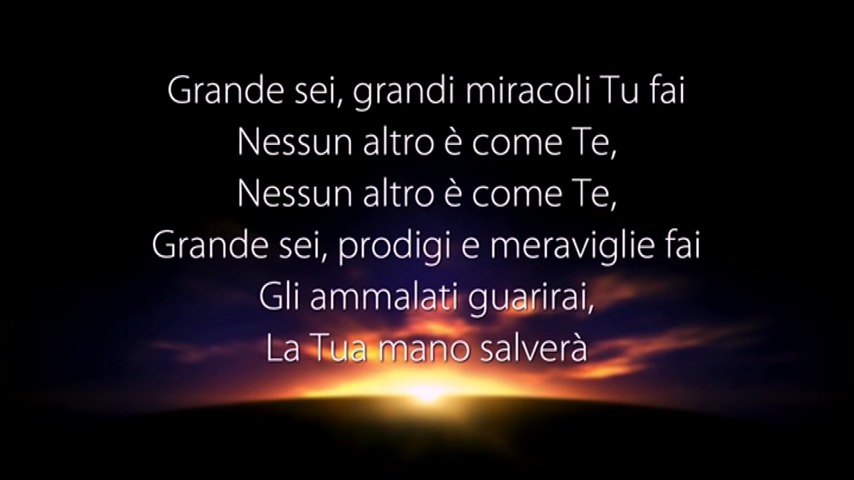 Grande sei, grandi miracoli Tu fai
Nessun altro è come Te,
Nessun altro è come Te,
Grande sei, prodigi e meraviglie fai
Gli ammalati guarirai,
La Tua mano salverà